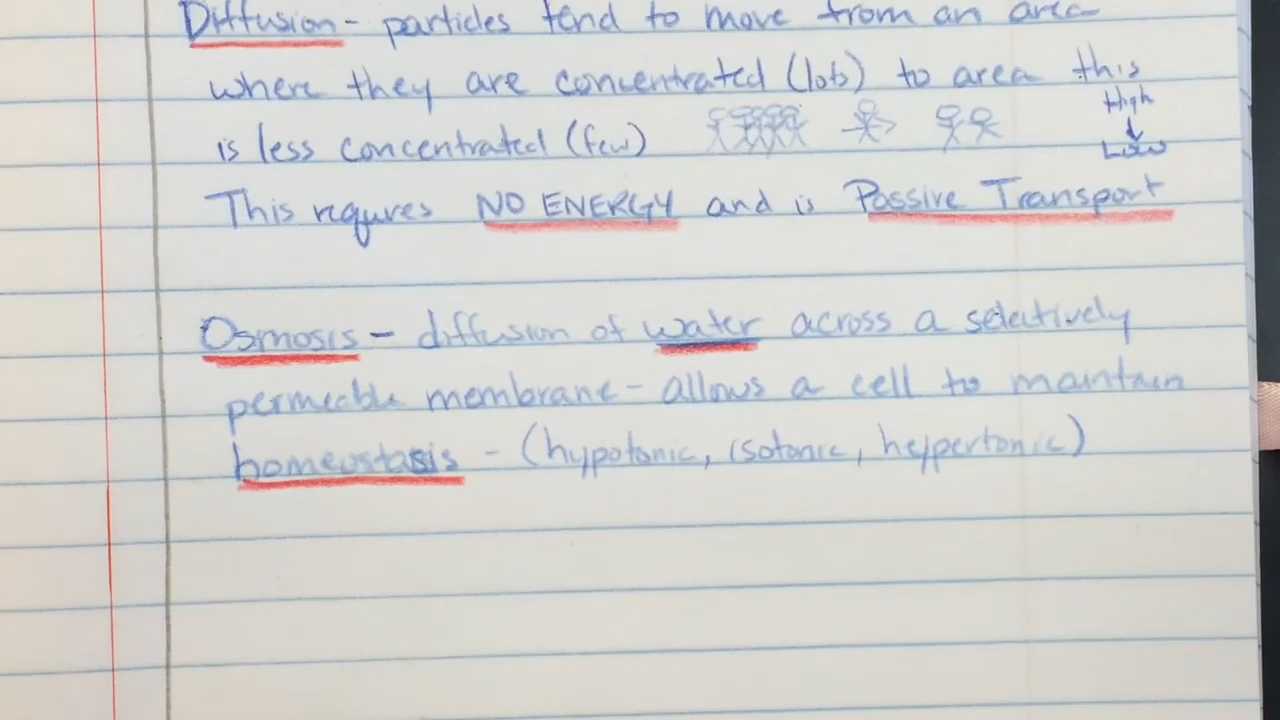 Diffusion - particles tend to move from an area
where they are concentrated (lots) to area this
High
↓
Low
is less concentrated (few)
This requres NO ENERGY and is Passive Transport
Osmosis - diffusion of water across a selectively
permeable membrane - allows a cell to maintain
homeostasis - (hypotonic, isotonic, heypertonic)